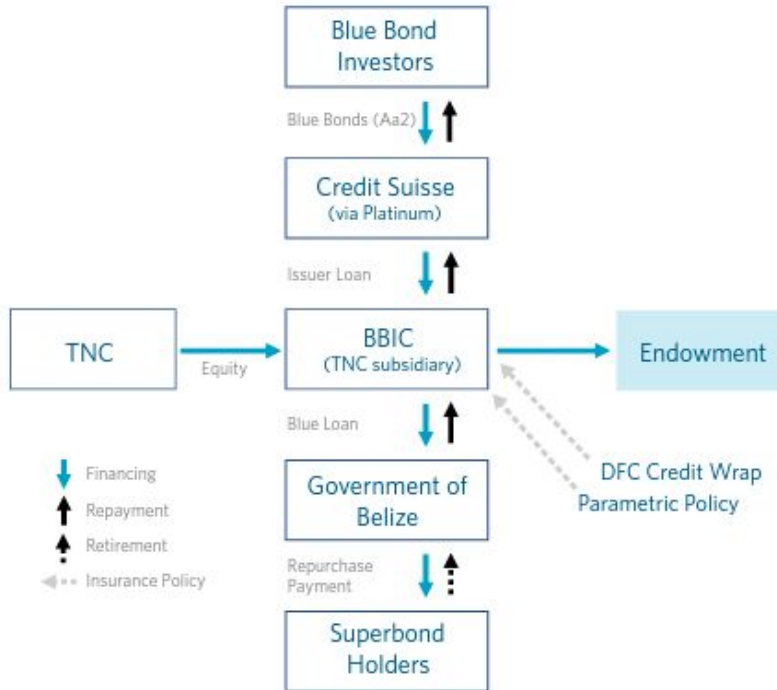 Blue Bond
Investors
Blue Bonds (Aa2)
Credit Suisse
(via Platinum)
Issuer Loan
TNC
Equity
BBIC
(TNC subsidiary)
Endowment
Blue Loan
DFC Credit Wrap
Parametric Policy
Financing
Repayment
Retirement
Insurance Policy
Government of
Belize
Repurchase
Payment
Superbond
Holders